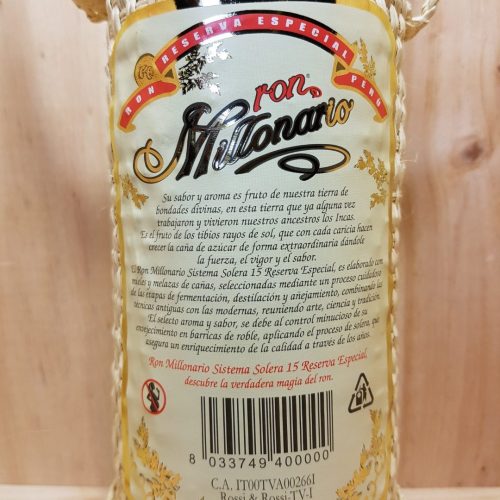 RON RESERVA ESPECIAL PERÚ
ron
Millonario
Su sabor y aroma es fruto de nuestra tierra de
bondades divinas, en esta tierra que ya alguna vez
trabajaron y vivieron nuestros ancestros los Incas.
Es el fruto de los tibios rayos de sol, que con cada caricia hacen
crecer la caña de azúcar de forma extraordinaria dándole
la fuerza, el vigor y el sabor.
Ron Millonario Sistema Solera 15 Reserva Especial, es elaborado con
mieles y melazas de cañas, seleccionadas mediante un proceso cuidadoso
de las etapas de fermentación, destilación y añejamiento, combinando las
técnicas antiguas con las modernas, reuniendo arte, ciencia y tradición.
El selecto aroma y sabor, se debe al control minucioso de su
envejecimiento en barricas de roble, aplicando el proceso de solera, que
asegura un enriquecimiento de la calidad a través de los años.
Ron Millonario Sistema Solera 15 Reserva Especial,
descubre la verdadera magia del ron.
8 033749 400000
C.A. IT00TVA00266I
Rossi & Rossi-TV-I